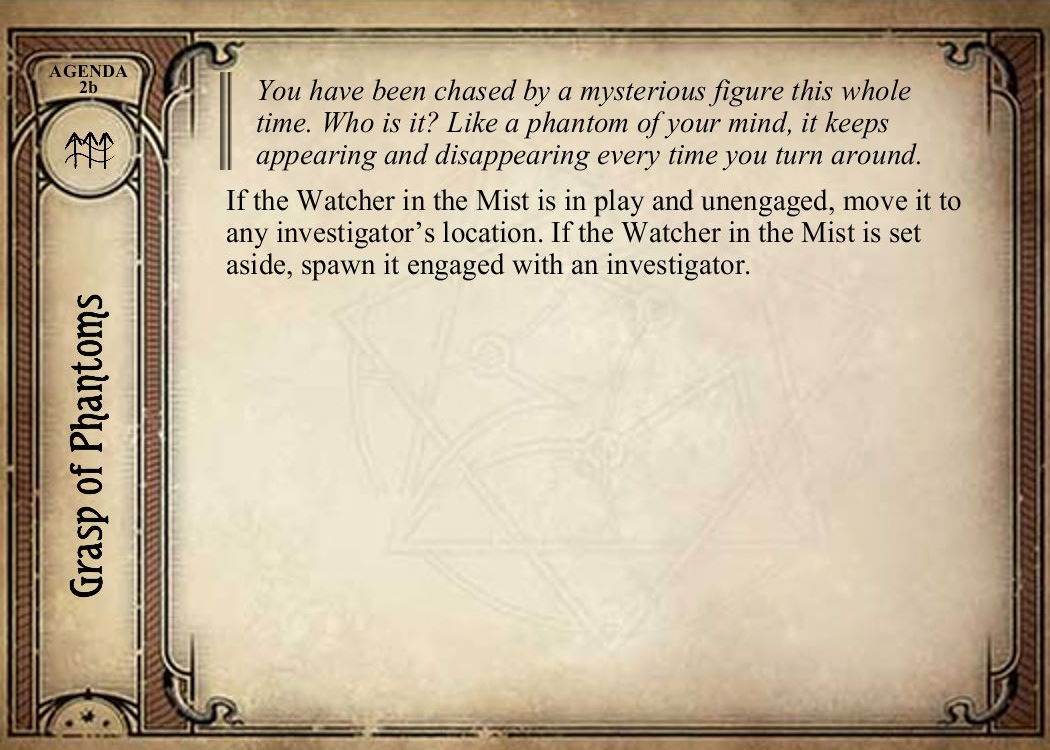 AGENDA
2b
You have been chased by a mysterious figure this whole
time. Who is it? Like a phantom of your mind, it keeps
appearing and disappearing every time you turn around.
If the Watcher in the Mist is in play and unengaged, move it to
any investigator’s location. If the Watcher in the Mist is set
aside, spawn it engaged with an investigator.
Grasp of Phantoms